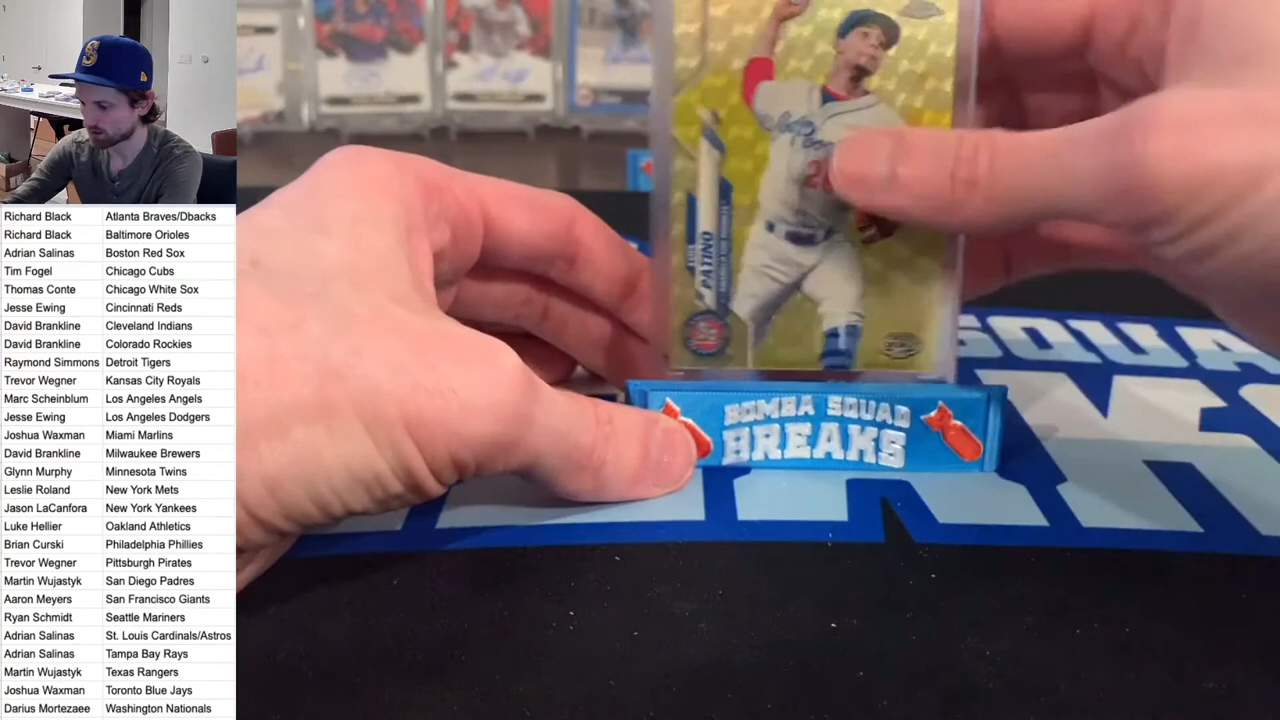 Richard Black Atlanta Braves/Dbacks
Richard Black Baltimore Orioles
Adrian Salinas Boston Red Sox
Tim Fogel Chicago Cubs
Thomas Conte Chicago White Sox
Jesse Ewing Cincinnati Reds
David Brankline Cleveland Indians
David Brankline Colorado Rockies
Raymond Simmons Detroit Tigers
Trevor Wegner Kansas City Royals
Marc Scheinblum Los Angeles Angels
Jesse Ewing Los Angeles Dodgers
Joshua Waxman Miami Marlins
David Brankline Milwaukee Brewers
Glynn Murphy Minnesota Twins
Leslie Roland New York Mets
Jason LaCanfora New York Yankees
Luke Hellier Oakland Athletics
Brian Curski Philadelphia Phillies
Trevor Wegner Pittsburgh Pirates
Martin Wujastyk San Diego Padres
Aaron Meyers San Francisco Giants
Ryan Schmidt Seattle Mariners
Adrian Salinas St. Louis Cardinals/Astros
Adrian Salinas Tampa Bay Rays
Martin Wujastyk Texas Rangers
Joshua Waxman Toronto Blue Jays
Darius Mortezaee Washington Nationals
S
PATIÑO
BOMBA SQUAD
BREAKS